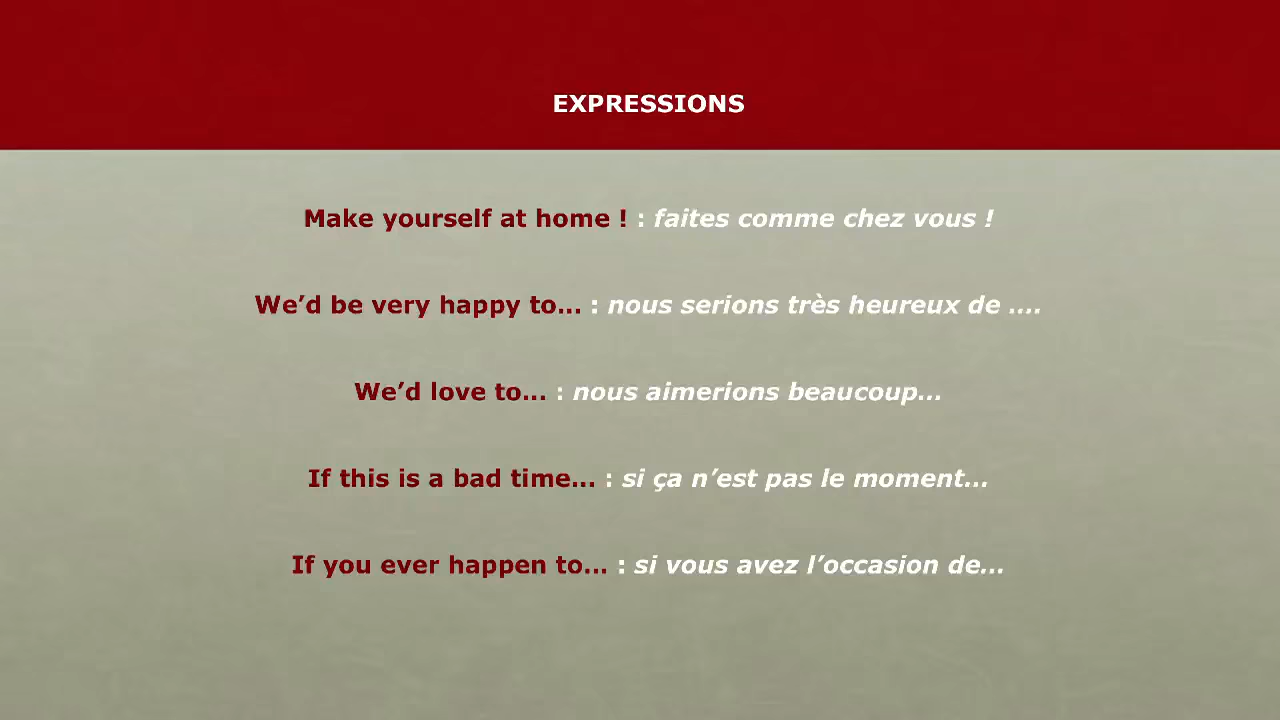 EXPRESSIONS
Make yourself at home ! : faites comme chez vous !
We’d be very happy to... : nous serions très heureux de ....
We’d love to... : nous aimerions beaucoup...
If this is a bad time... : si ça n’est pas le moment...
If you ever happen to... : si vous avez l’occasion de...